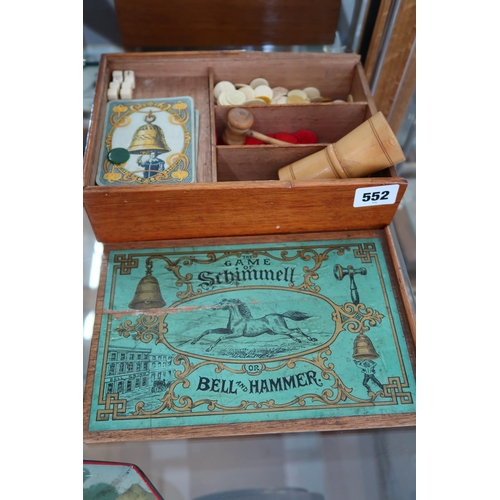 552
THE
GAME
OF
Schimmell
OR
BELL AND HAMMER.